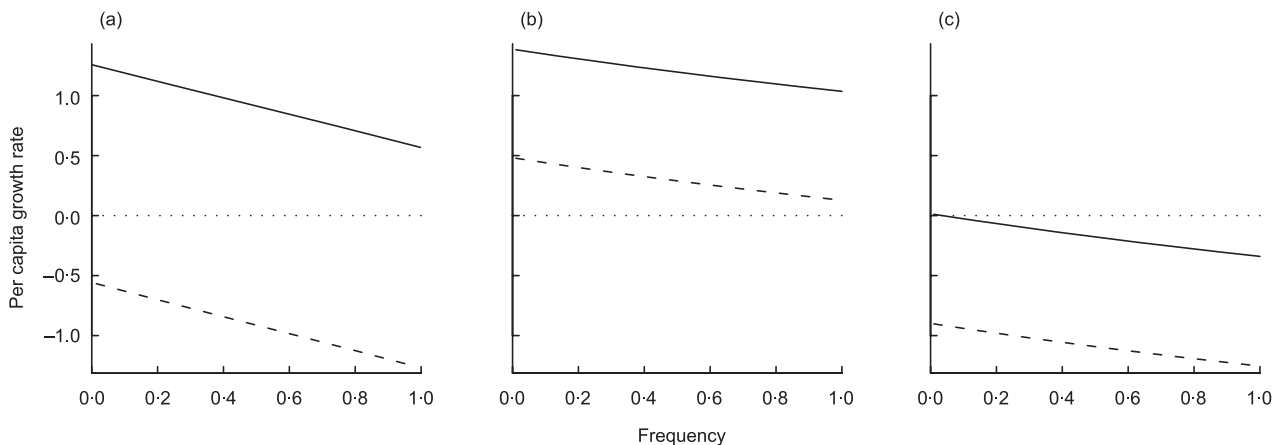 (a) (b) (c)
Per capita growth rate
1·0
0·5
0·0
–0·5
–1·0
0·0 0·2 0·4 0·6 0·8 1·0 0·0 0·2 0·4 0·6 0·8 1·0 0·0 0·2 0·4 0·6 0·8 1·0
Frequency